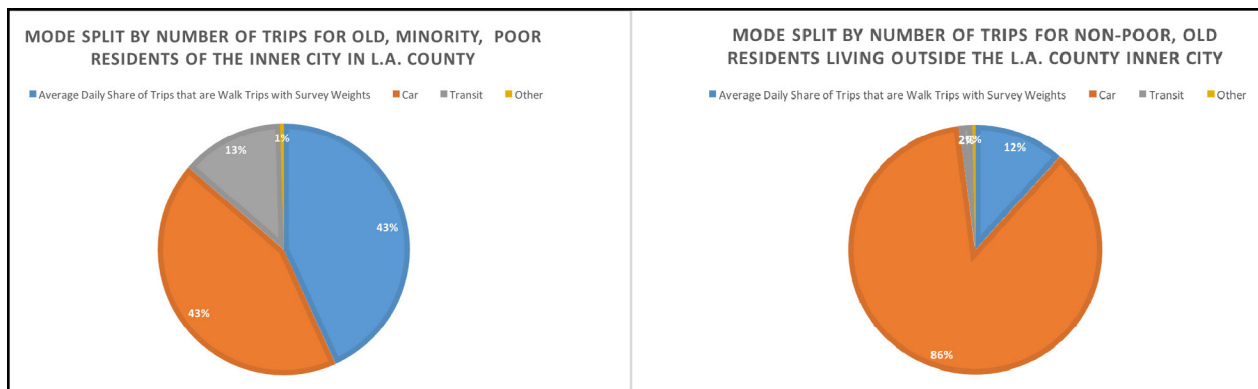 MODE SPLIT BY NUMBER OF TRIPS FOR OLD, MINORITY, POOR
RESIDENTS OF THE INNER CITY IN L.A. COUNTY
Average Daily Share of Trips that are Walk Trips with Survey Weights Car Transit Other
1%
13%
43%
43%
MODE SPLIT BY NUMBER OF TRIPS FOR NON-POOR, OLD
RESIDENTS LIVING OUTSIDE THE L.A. COUNTY INNER CITY
Average Daily Share of Trips that are Walk Trips with Survey Weights Car Transit Other
12%
86%